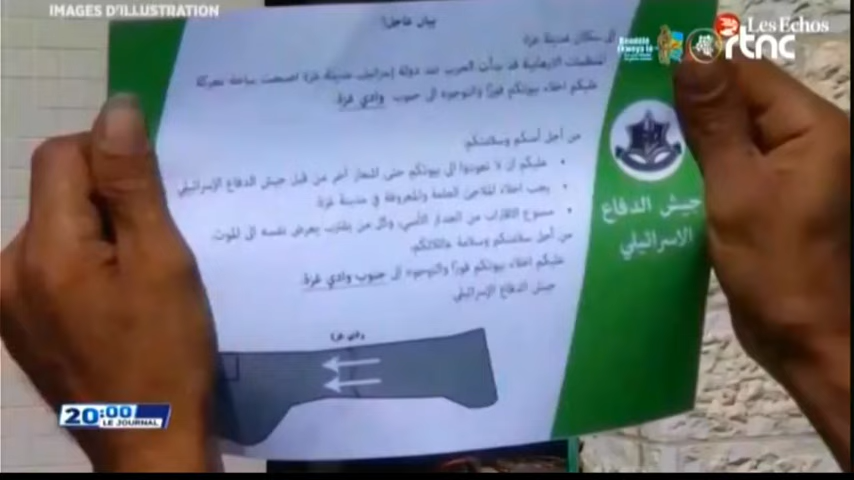 IMAGES D'ILLUSTRATION
Les Echos
rtnc
بيان عاجل!
إلى سكان مدينة غزة
المنظمات الإرهابية قد بدأت الحرب ضد دولة إسرائيل، مدينة غزة أصبحت ساحة معركة
عليكم اخلاء بيوتكم فورًا والتوجه الى جنوب وادي غزة.
من أجل أمنكم وسلامتكم:
• عليكم ان لا تعودوا الى بيوتكم حتى اشعار آخر من قبل جيش الدفاع الإسرائيلي
• يجب اخلاء الملاجئ العامة والمعروفة في مدينة غزة.
• ممنوع الاقتراب من الجدار الأمني، وكل من يقترب يعرض نفسه الى الموت.
من أجل سلامتكم وسلامة عائلاتكم.
عليكم اخلاء بيوتكم فورًا والتوجه الى جنوب وادي غزة.
جيش الدفاع الإسرائيلي
جيش الدفاع
الاسرائيلي
وادي غزة
20:00
LE JOURNAL